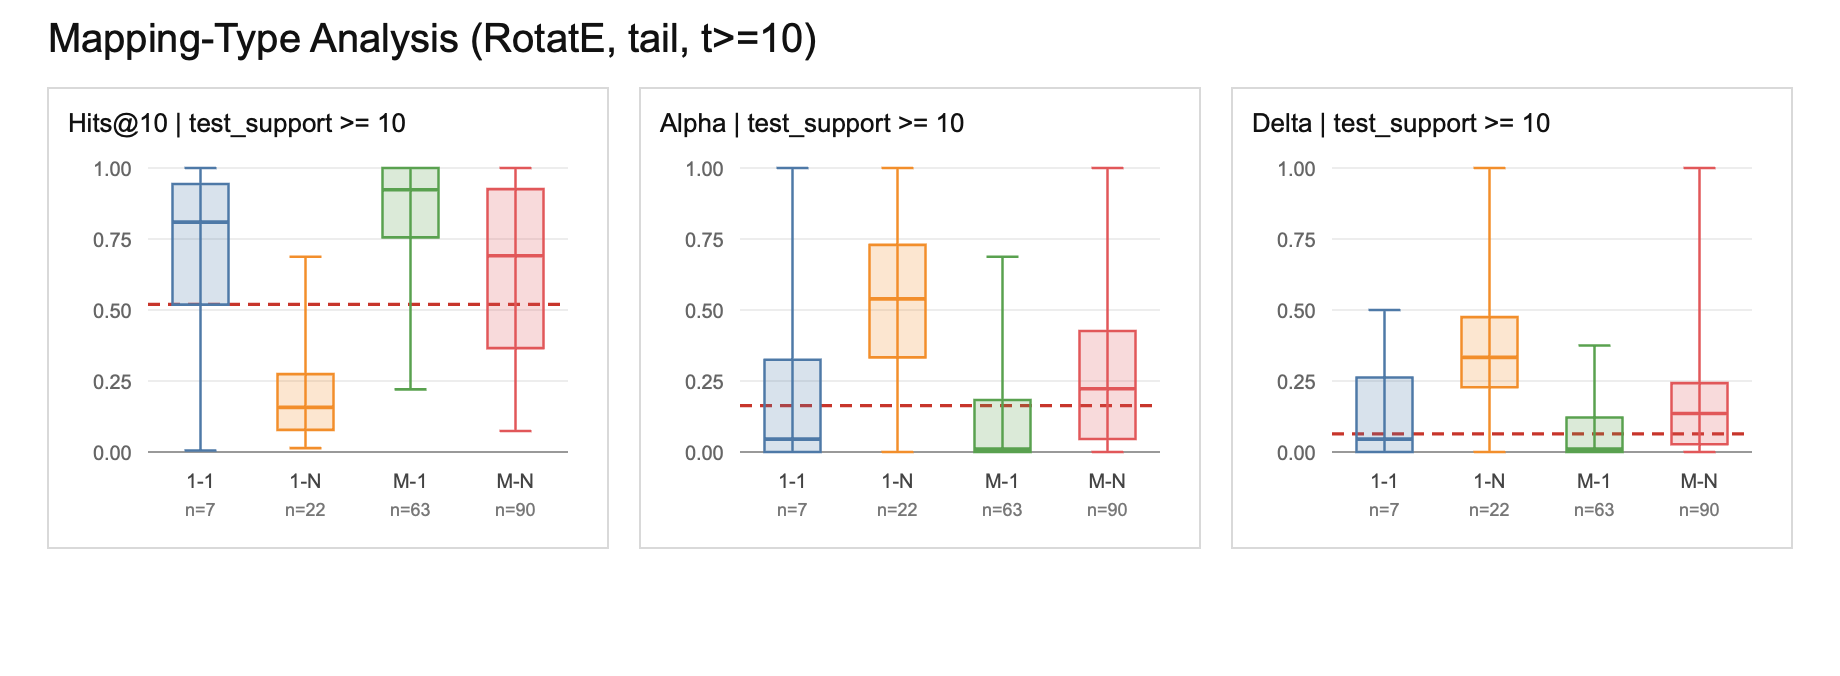 Mapping-Type Analysis (RotatE, tail, t>=10)
Hits@10 | test_support >= 10
1.00
0.75
0.50
0.25
0.00
1-1
1-N
M-1
M-N
n=7
n=22
n=63
n=90
Alpha | test_support >= 10
1.00
0.75
0.50
0.25
0.00
1-1
1-N
M-1
M-N
n=7
n=22
n=63
n=90
Delta | test_support >= 10
1.00
0.75
0.50
0.25
0.00
1-1
1-N
M-1
M-N
n=7
n=22
n=63
n=90